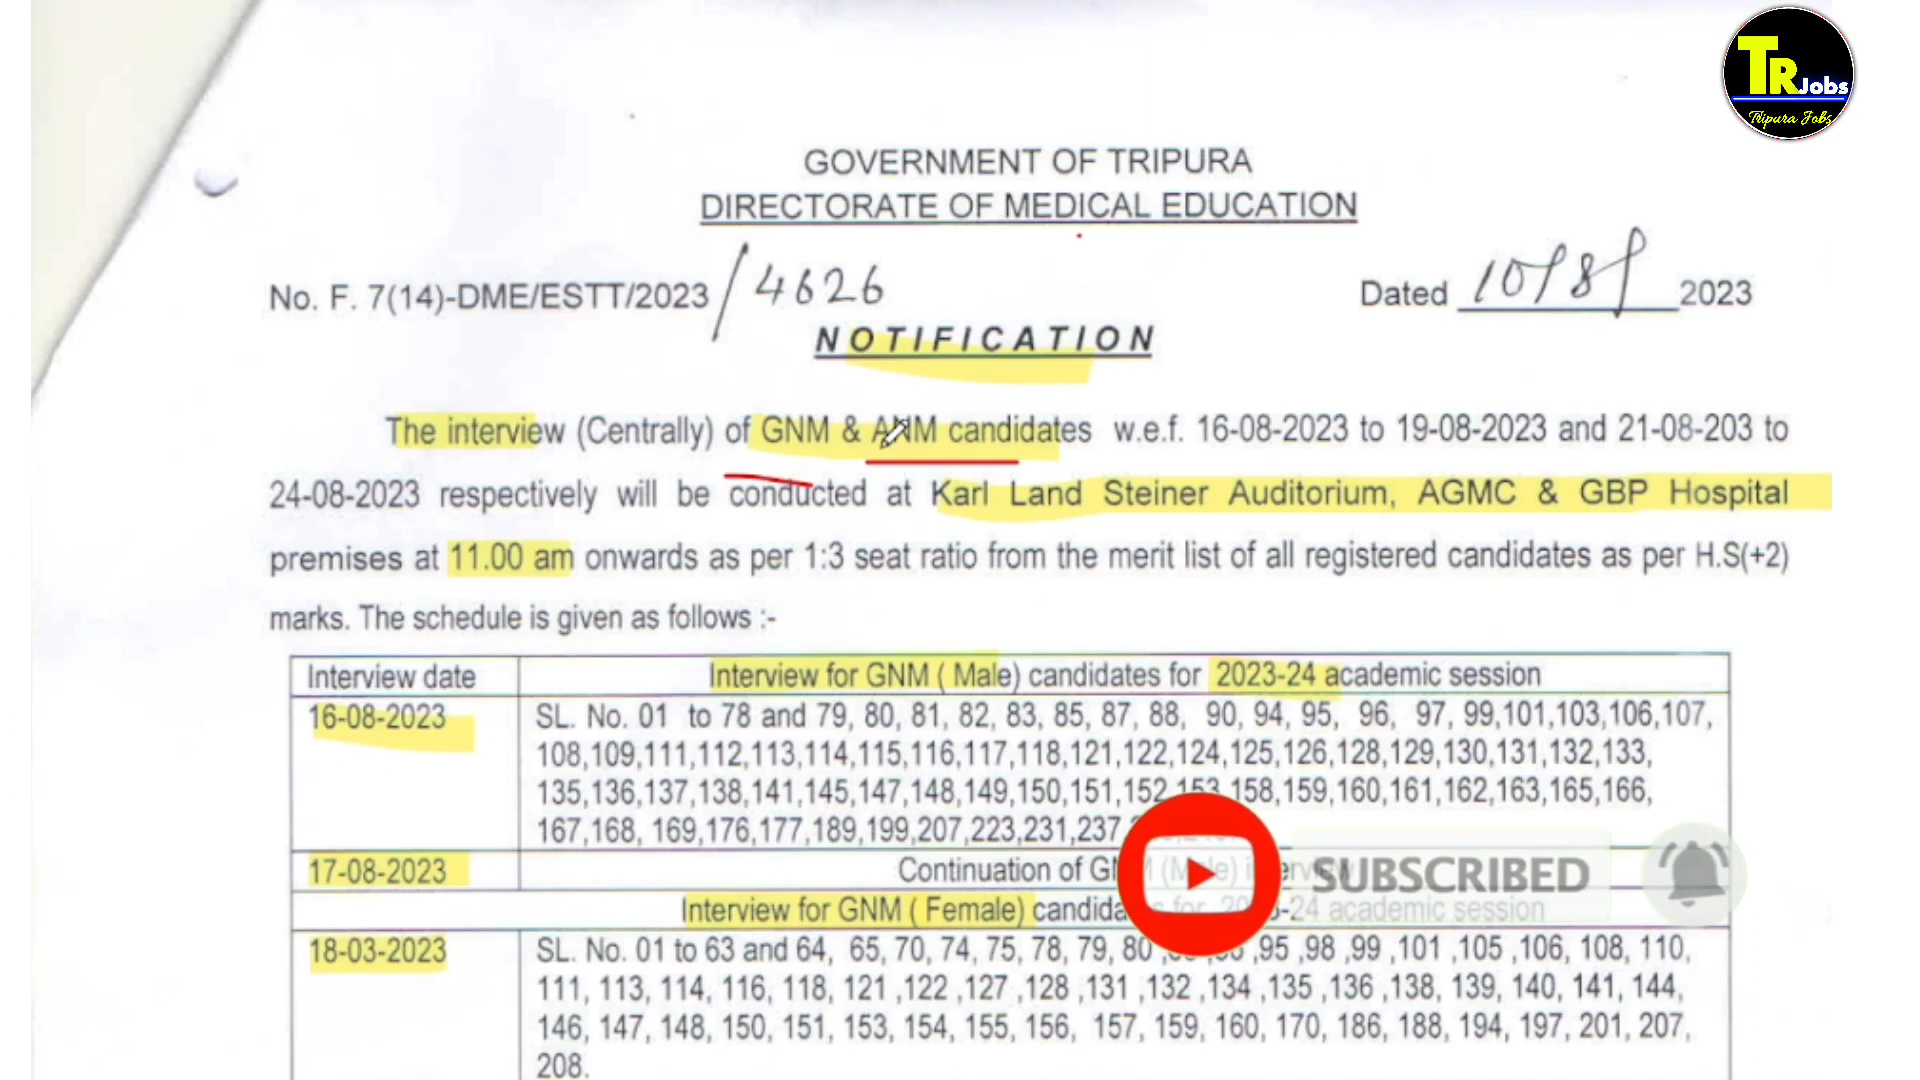 TRJobs
Tripura Jobs
GOVERNMENT OF TRIPURA
DIRECTORATE OF MEDICAL EDUCATION
No. F. 7(14)-DME/ESTT/2023/4626 Dated 10/8/ 2023
NOTIFICATION
The interview (Centrally) of GNM & ANM candidates w.e.f. 16-08-2023 to 19-08-2023 and 21-08-203 to
24-08-2023 respectively will be conducted at Karl Land Steiner Auditorium, AGMC & GBP Hospital
premises at 11.00 am onwards as per 1:3 seat ratio from the merit list of all registered candidates as per H.S(+2)
marks. The schedule is given as follows :-
Interview date Interview for GNM ( Male) candidates for 2023-24 academic session
16-08-2023 SL. No. 01 to 78 and 79, 80, 81, 82, 83, 85, 87, 88, 90, 94, 95, 96, 97, 99,101,103,106,107,
108,109,111,112,113,114,115,116,117,118,121,122,124,125,126,128,129,130,131,132,133,
135,136,137,138,141,145,147,148,149,150,151,152,153,158,159,160,161,162,163,165,166,
167,168, 169,176,177,189,199,207,223,231,237
17-08-2023 Continuation of GNM (Male) interview
SUBSCRIBED
Interview for GNM ( Female) candidates for 2023-24 academic session
18-03-2023 SL. No. 01 to 63 and 64, 65, 70, 74, 75, 78, 79, 80 ,95 ,98 ,99 ,101 ,105 ,106, 108, 110,
111, 113, 114, 116, 118, 121 ,122 ,127 ,128 ,131 ,132 ,134 ,135 ,136 ,138, 139, 140, 141, 144,
146, 147, 148, 150, 151, 153, 154, 155, 156, 157, 159, 160, 170, 186, 188, 194, 197, 201, 207,
208.